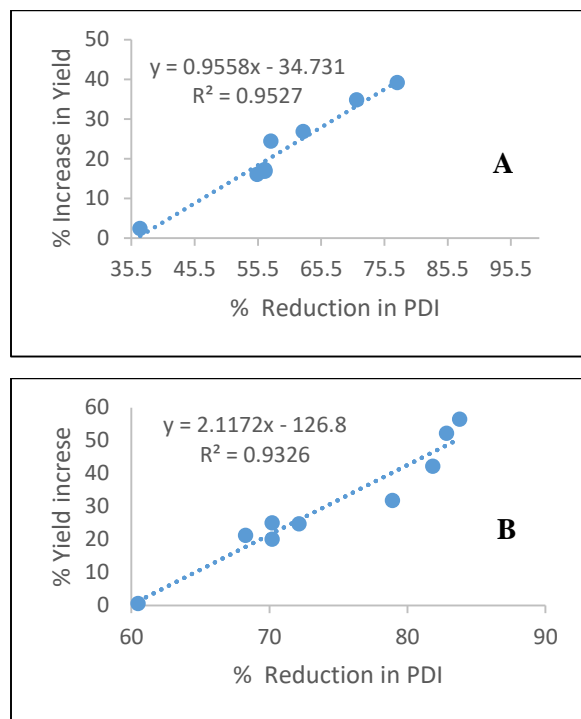 50
40
30
20
10
0
% Increase in Yield
y = 0.9558x - 34.731
R² = 0.9527
A
35.5 45.5 55.5 65.5 75.5 85.5 95.5
% Reduction in PDI
60
50
40
30
20
10
0
% Yield increse
y = 2.1172x - 126.8
R² = 0.9326
B
60 70 80 90
% Reduction in PDI